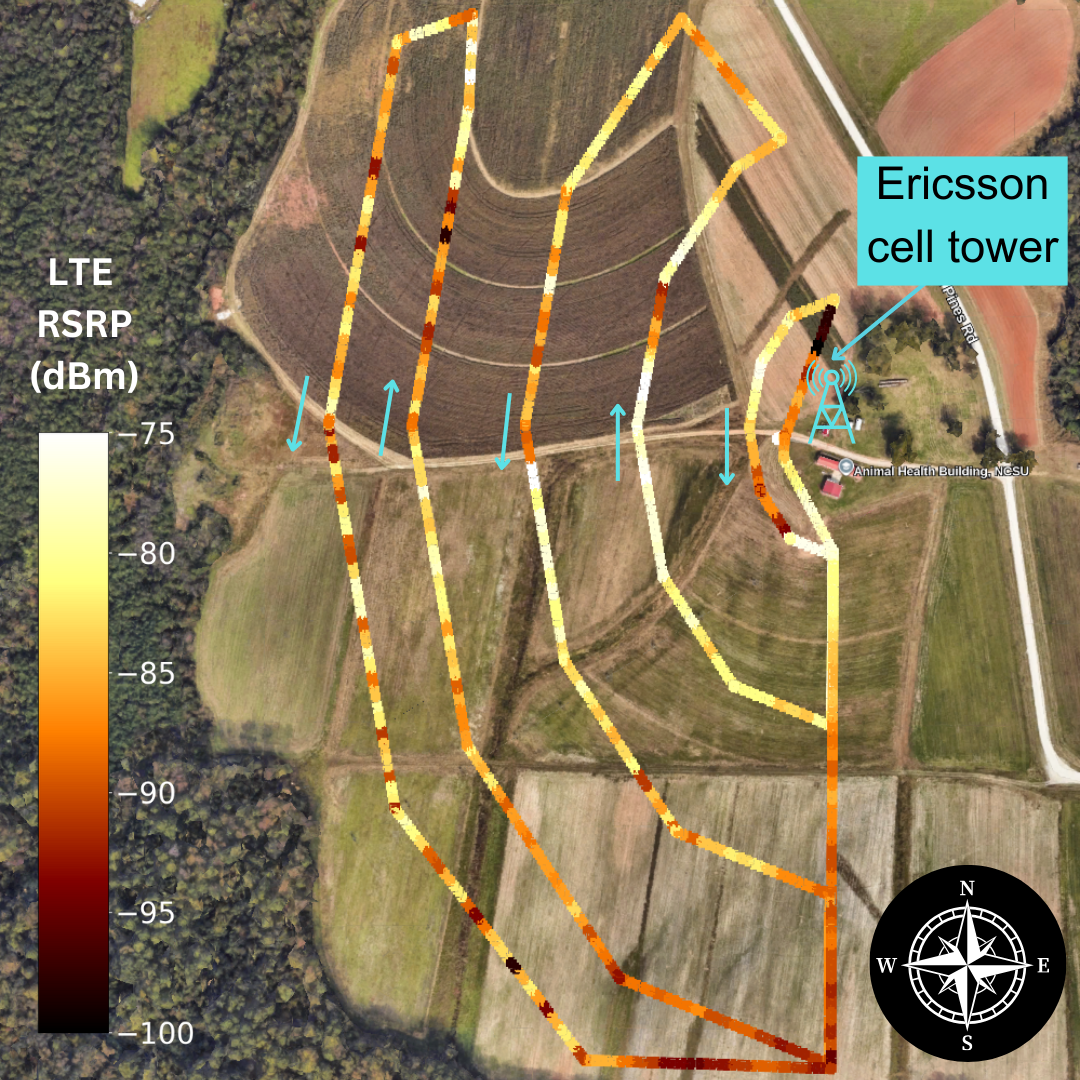 LTE
RSRP
(dBm)
−75
−80
−85
−90
−95
−100
Ericsson
cell tower
Pines Rd
Animal Health Building, NCSU
N
W
E
S